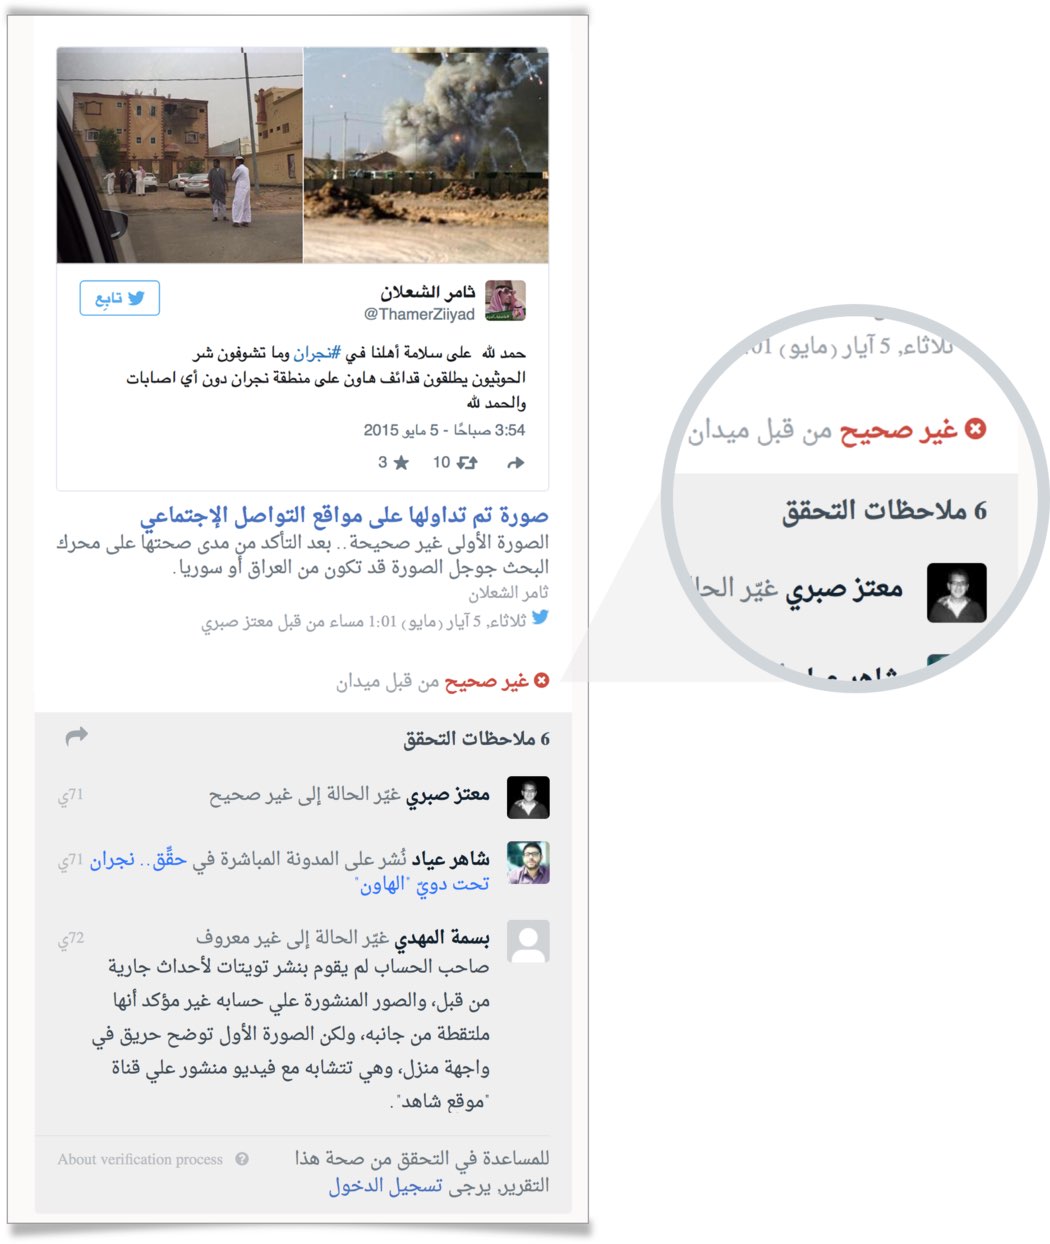 ثامر الشعلان
@ThamerZiiyad
تابع
حمد لله على سلامة أهلنا في #نجران وما تشوفون شر
الحوثيون يطلقون قدائف هاون على منطقة نجران دون أي اصابات
والحمد لله
3:54 صباحًا - 5 مايو 2015
10 3
صورة تم تداولها على مواقع التواصل الإجتماعي
الصورة الأولى غير صحيحة.. بعد التأكد من مدى صحتها على محرك
البحث جوجل الصورة قد تكون من العراق أو سوريا.
ثامر الشعلان
ثلاثاء, 5 آيار (مايو) 1:01 مساء من قبل معتز صبري
غير صحيح من قبل ميدان
6 ملاحظات التحقق
معتز صبري غيّر الحالة إلى غير صحيح 71ي
شاهر عياد نُشر على المدونة المباشرة في حقَّق.. نجران 71ي
تحت دويّ "الهاون"
بسمة المهدي غيّر الحالة إلى غير معروف 72ي
صاحب الحساب لم يقوم بنشر تويتات لأحداث جارية
من قبل، والصور المنشورة علي حسابه غير مؤكد أنها
ملتقطة من جانبه، ولكن الصورة الأول توضح حريق في
واجهة منزل، وهي تتشابه مع فيديو منشور علي قناة
"موقع شاهد".
للمساعدة في التحقق من صحة هذا
التقرير, يرجى تسجيل الدخول
About verification process
ثلاثاء, 5 آيار (مايو) 1:01
غير صحيح من قبل ميدان
6 ملاحظات التحقق
معتز صبري غيّر الحا